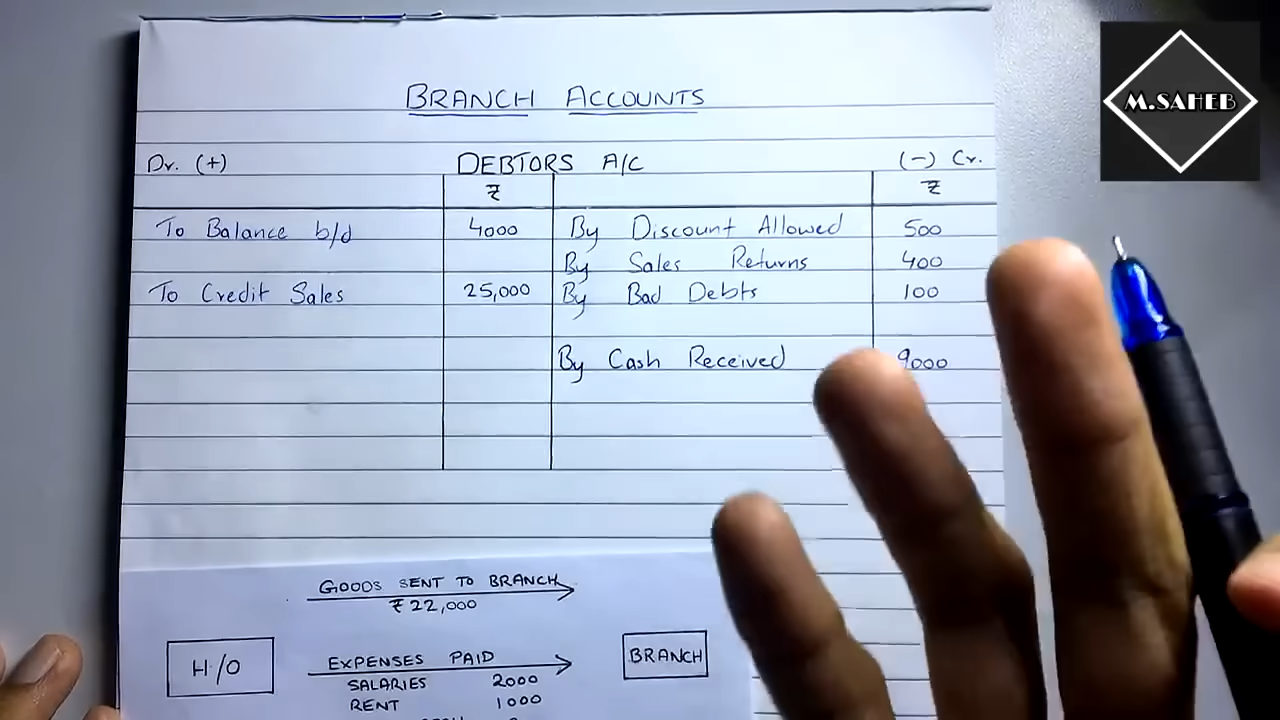 BRANCH ACCOUNTS
M.SAHEB
Dr. (+) DEBTORS A/C (-) Cr.
₹ ₹
To Balance b/d 4000 By Discount Allowed 500
By Sales Returns 400
To Credit Sales 25,000 By Bad Debts 100
By Cash Received 9000
GOODS SENT TO BRANCH
₹ 22,000
H/O EXPENSES PAID BRANCH
SALARIES 2000
RENT 1000